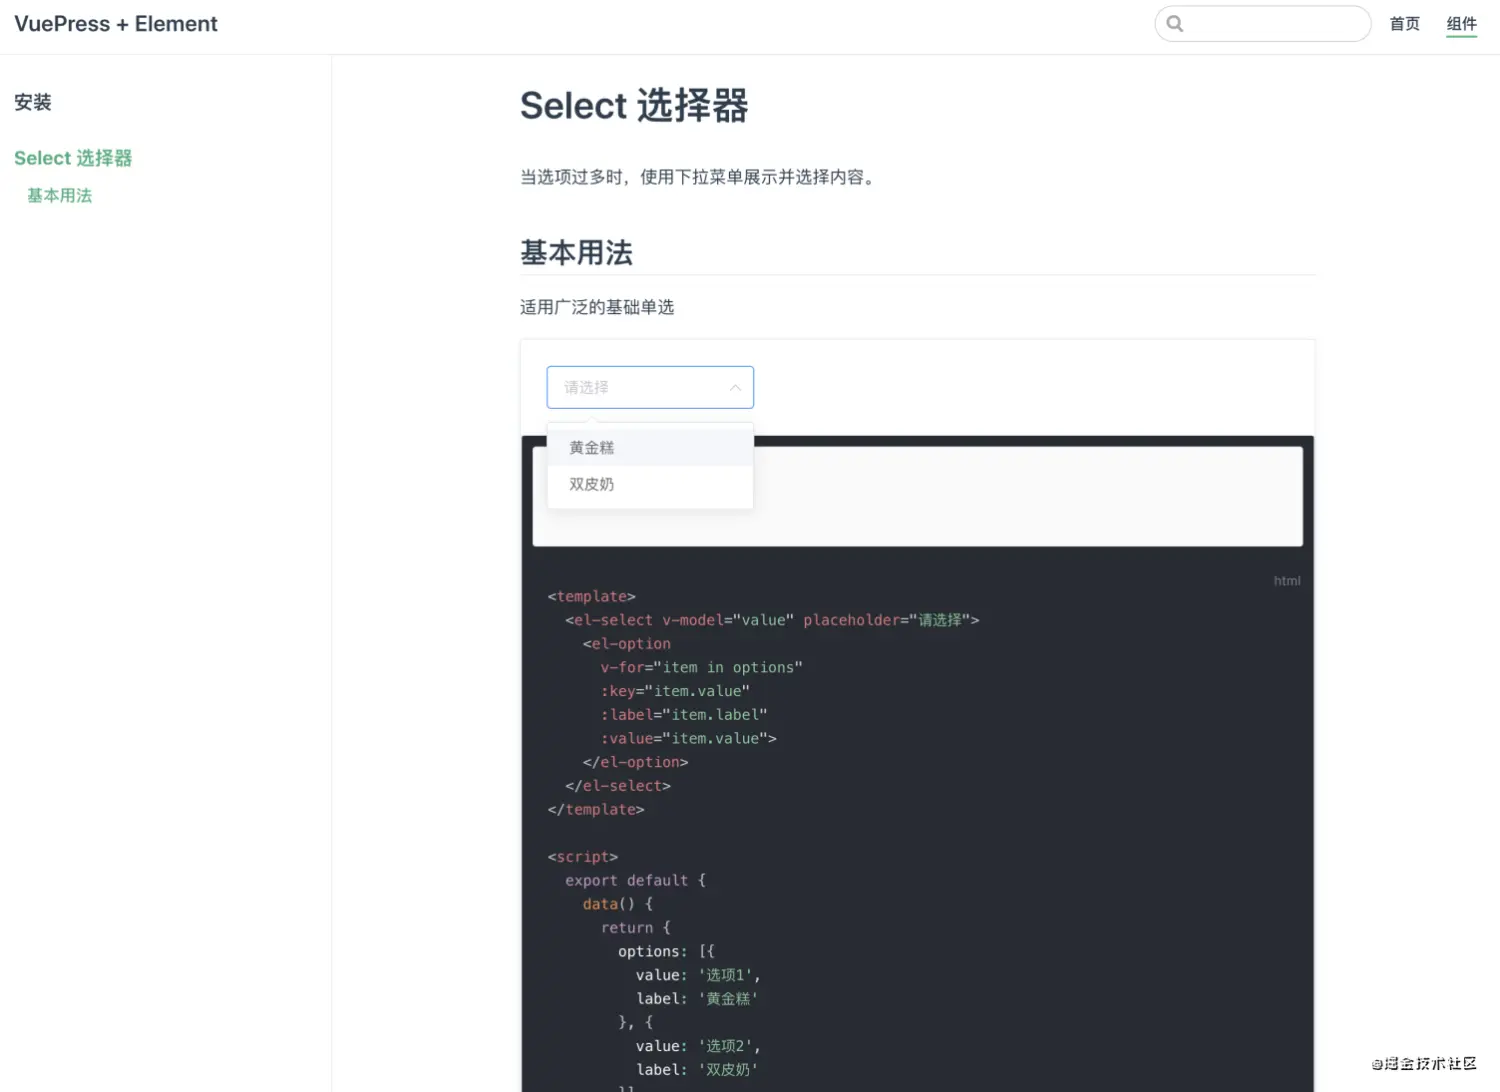 VuePress + Element
首页
组件
安装
Select 选择器
基本用法
Select 选择器
当选项过多时，使用下拉菜单展示并选择内容。
基本用法
适用广泛的基础单选
请选择
黄金糕
双皮奶
html
<template>
  <el-select v-model="value" placeholder="请选择">
    <el-option
      v-for="item in options"
      :key="item.value"
      :label="item.label"
      :value="item.value">
    </el-option>
  </el-select>
</template>
<script>
  export default {
    data() {
      return {
        options: [{
          value: '选项1',
          label: '黄金糕'
        }, {
          value: '选项2',
          label: '双皮奶'
@掘金技术社区